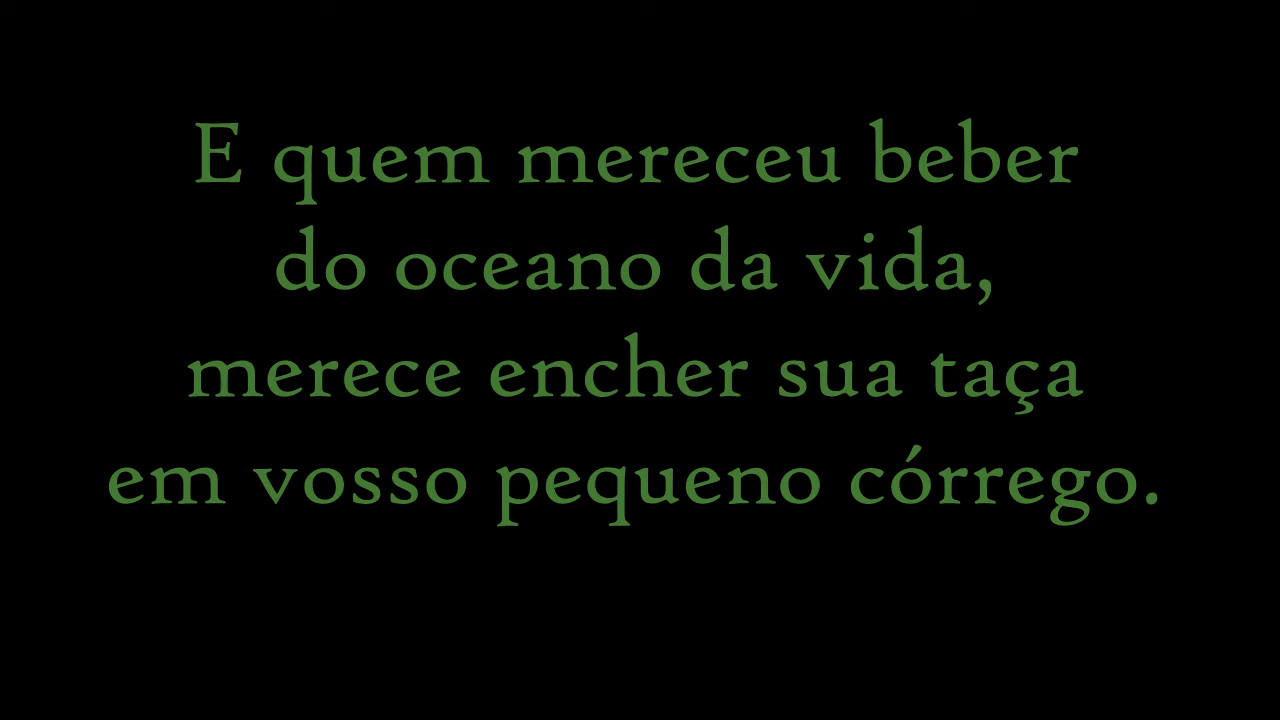 E quem mereceu beber
do oceano da vida,
merece encher sua taça
em vosso pequeno córrego.